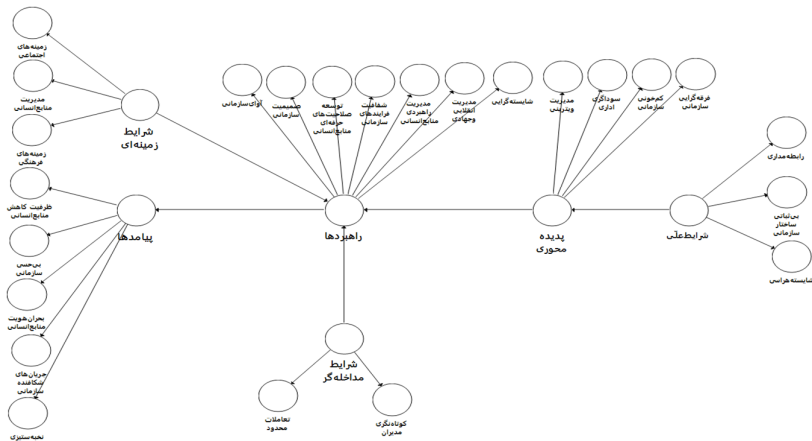 زمینه‌های
اجتماعی
مدیریت
منابع‌انسانی
زمینه‌های
فرهنگی
شرایط
زمینه‌ای
آوای‌سازمانی
صمیمیت
سازمانی
توسعه
صلاحیت‌های
حرفه‌ای
منابع‌انسانی
شفافیت
فرایندهای
سازمانی
مدیریت
راهبردی
منابع‌انسانی
مدیریت
انقلابی
وجهادی
شایسته‌گرایی
مدیریت
ویترینی
سوداگری
اداری
کم‌خونی
سازمانی
فرقه‌گرایی
سازمانی
رابطه‌مداری
بی‌ثباتی
ساختار
سازمانی
شایسته‌هراسی
شرایط‌علّی
پدیده
محوری
راهبردها
پیامدها
ظرفیت کاهش
منابع‌انسانی
بی‌حسی
سازمانی
بحران‌هویت
منابع‌انسانی
جریان‌های
شکافنده
سازمانی
نخبه‌ستیزی
شرایط
مداخله‌گر
تعاملات
محدود
کوتاه‌نگری
مدیران